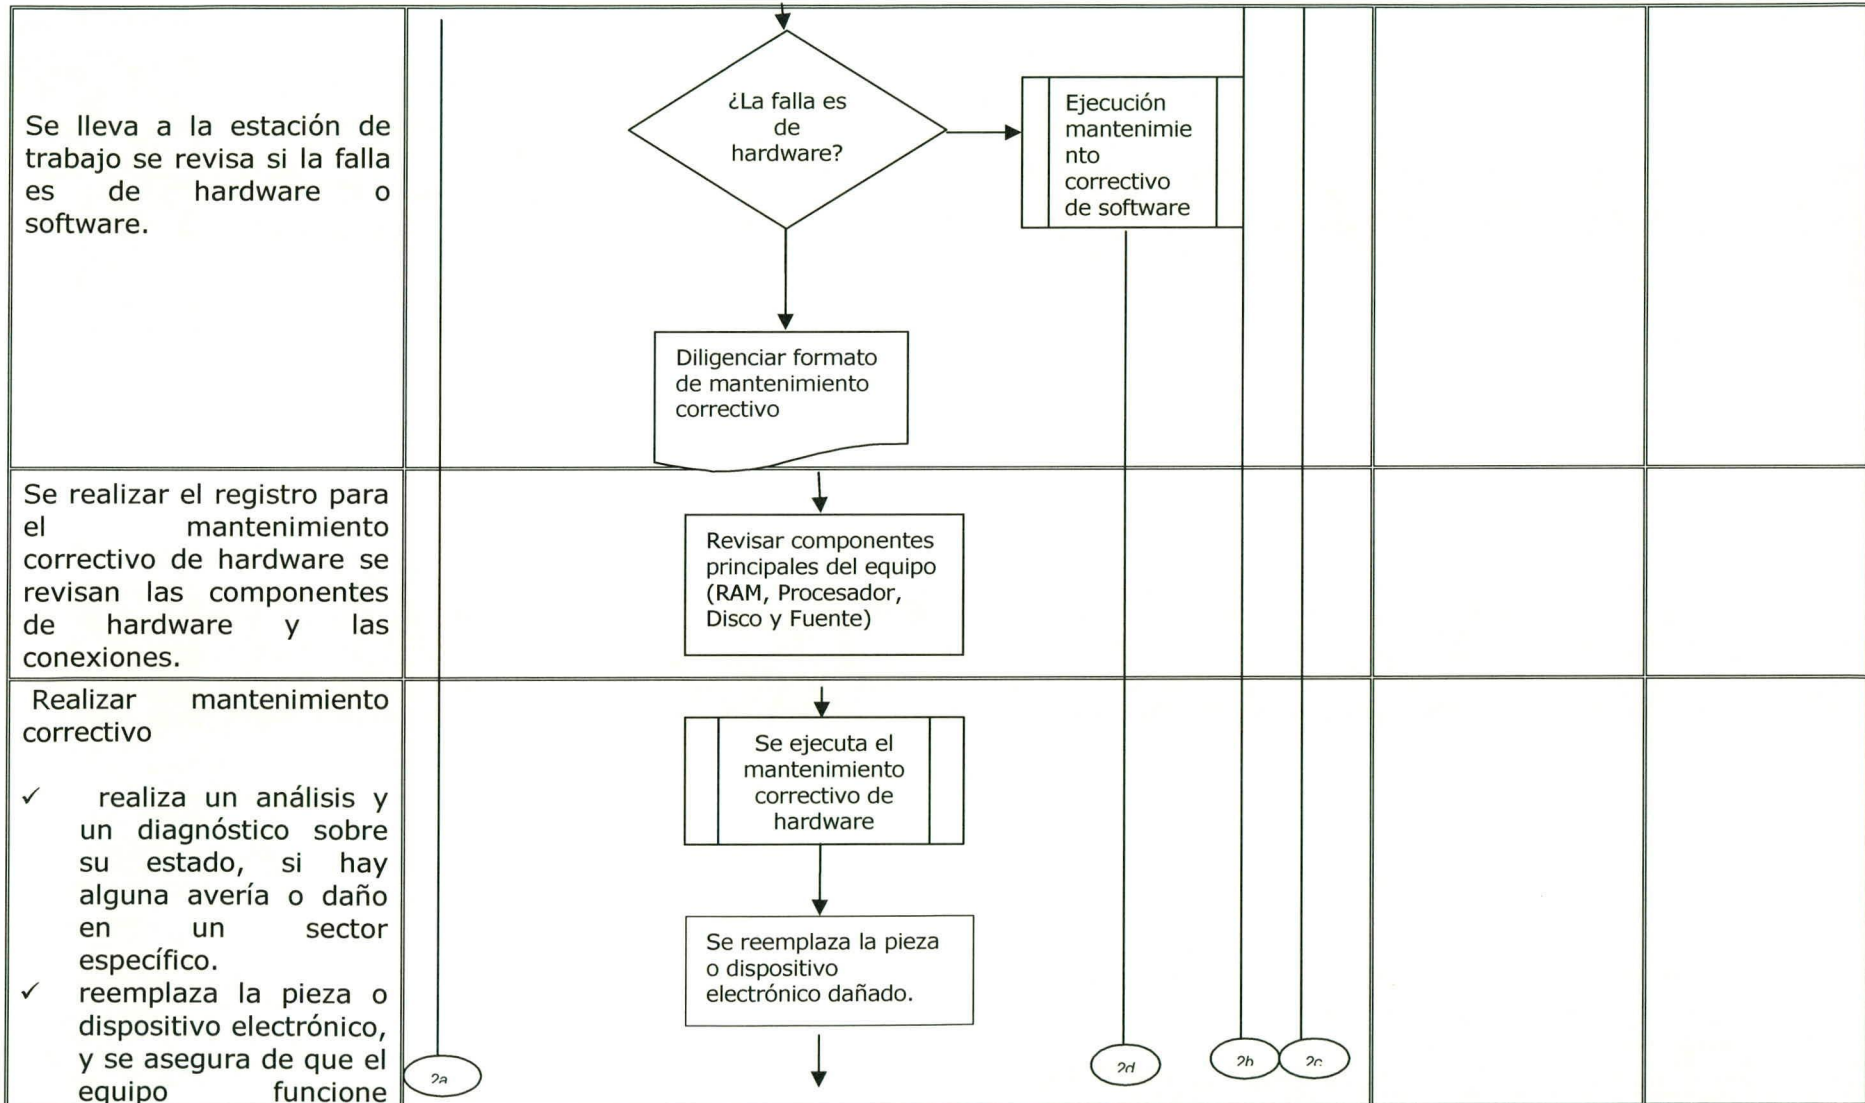 Se lleva a la estación de
trabajo se revisa si la falla
es de hardware o
software.
¿La falla es
de
hardware?
Ejecución
mantenimie
nto
correctivo
de software
Diligenciar formato
de mantenimiento
correctivo
Se realizar el registro para
el mantenimiento
correctivo de hardware se
revisan las componentes
de hardware y las
conexiones.
Revisar componentes
principales del equipo
(RAM, Procesador,
Disco y Fuente)
Realizar mantenimiento
correctivo
✓ realiza un análisis y
un diagnóstico sobre
su estado, si hay
alguna avería o daño
en un sector
específico.
✓ reemplaza la pieza o
dispositivo electrónico,
y se asegura de que el
equipo funcione
Se ejecuta el
mantenimiento
correctivo de
hardware
Se reemplaza la pieza
o dispositivo
electrónico dañado.
2a
2d
2b
2c